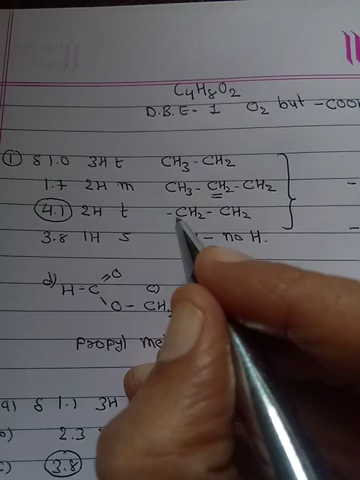 C4H8O2
D.B.E- 1 O2 but -COO
① δ 1.0 3H t CH3-CH2
1.7 2H m CH3-CH2-CH2
4.1 2H t -CH2-CH2
3.8 1H s - no H.
d) H-C O c)
O- CH2
Propyl
a) δ 1.1 3H
b) 2.3
c) 3.8